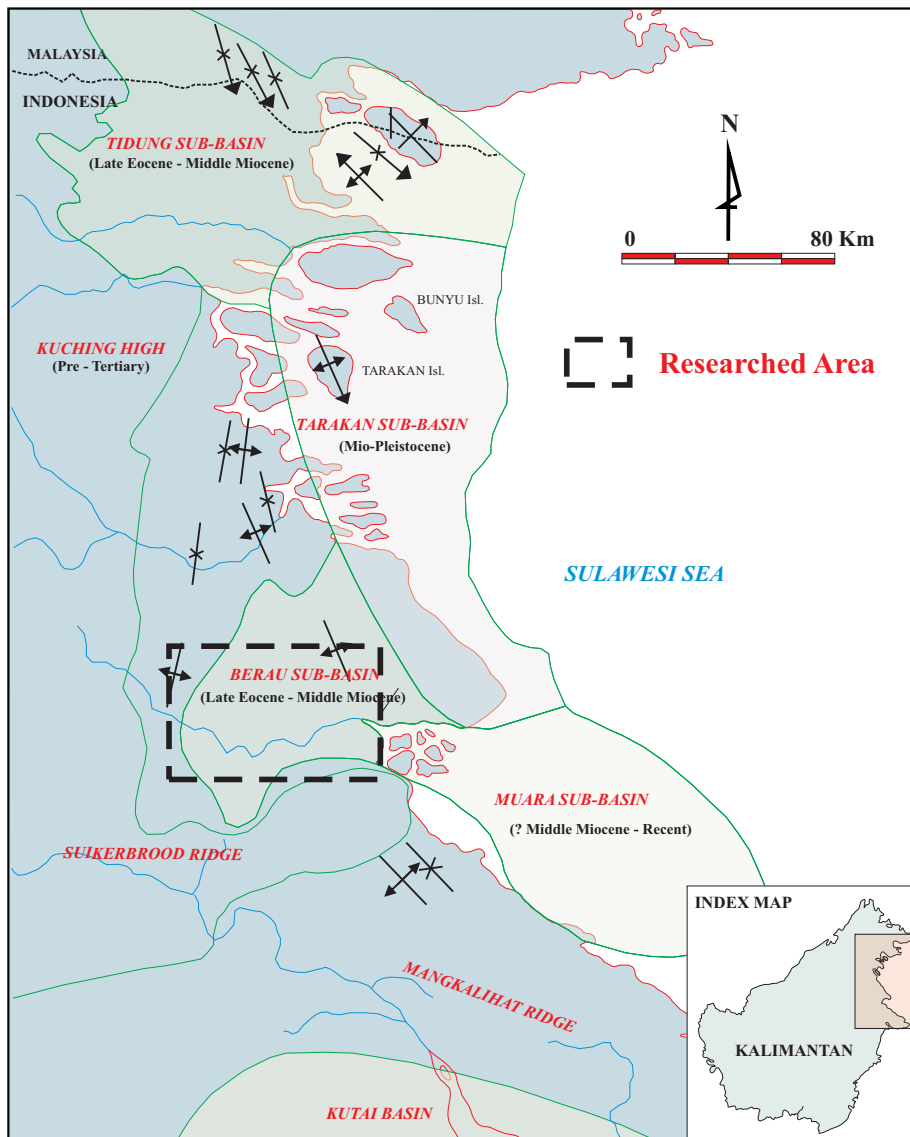 MALAYSIA
INDONESIA
TIDUNG SUB-BASIN
(Late Eocene - Middle Miocene)
N
0 80 Km
BUNYU Isl.
KUCHING HIGH
(Pre - Tertiary)
TARAKAN Isl.
Researched Area
TARAKAN SUB-BASIN
(Mio-Pleistocene)
SULAWESI SEA
BERAU SUB-BASIN
(Late Eocene - Middle Miocene)
MUARA SUB-BASIN
(? Middle Miocene - Recent)
SUIKERBROOD RIDGE
INDEX MAP
MANGKALIHAT RIDGE
KALIMANTAN
KUTAI BASIN